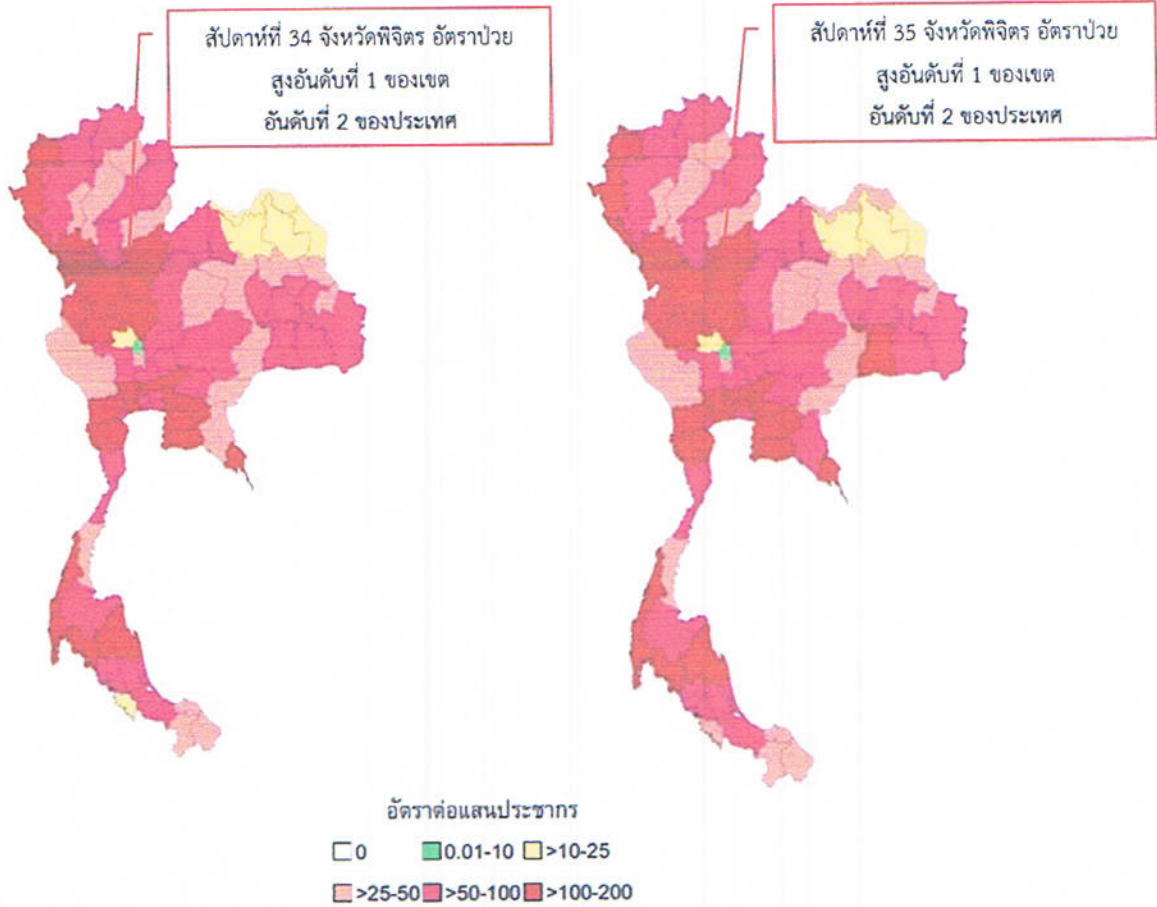 สัปดาห์ที่ 34 จังหวัดพิจิตร อัตราป่วย
สูงอันดับที่ 1 ของเขต
อันดับที่ 2 ของประเทศ
สัปดาห์ที่ 35 จังหวัดพิจิตร อัตราป่วย
สูงอันดับที่ 1 ของเขต
อันดับที่ 2 ของประเทศ
อัตราต่อแสนประชากร
0 0.01-10 >10-25
>25-50 >50-100 >100-200